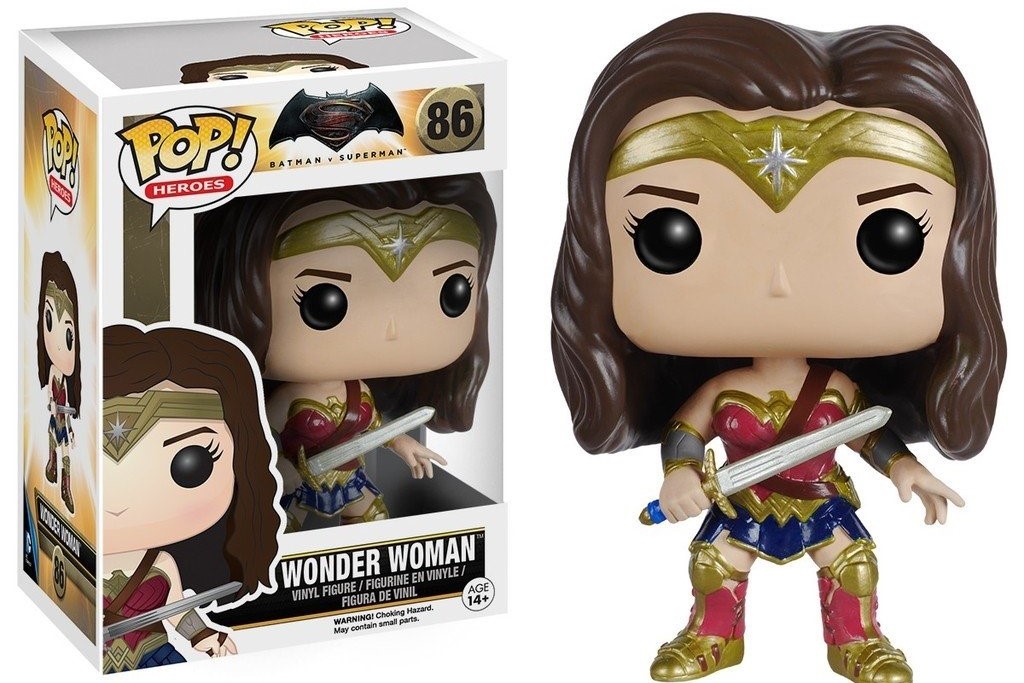 POP!
HEROES
POP!
HEROES
BATMAN v SUPERMAN™
86
POP!
HEROES
WONDER WOMAN
86
WONDER WOMAN™
VINYL FIGURE / FIGURINE EN VINYLE /
FIGURA DE VINIL
WARNING! Choking Hazard.
May contain small parts.
AGE
14+